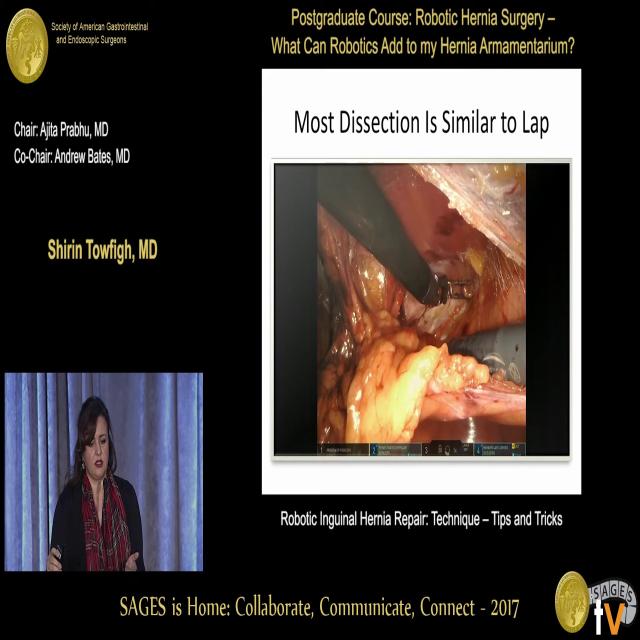 Society of American Gastrointestinal
and Endoscopic Surgeons
Postgraduate Course: Robotic Hernia Surgery –
What Can Robotics Add to my Hernia Armamentarium?
Chair: Ajita Prabhu, MD
Co-Chair: Andrew Bates, MD
Shirin Towfigh, MD
Most Dissection Is Similar to Lap
Robotic Inguinal Hernia Repair: Technique – Tips and Tricks
SAGES is Home: Collaborate, Communicate, Connect - 2017
SAGES
tv